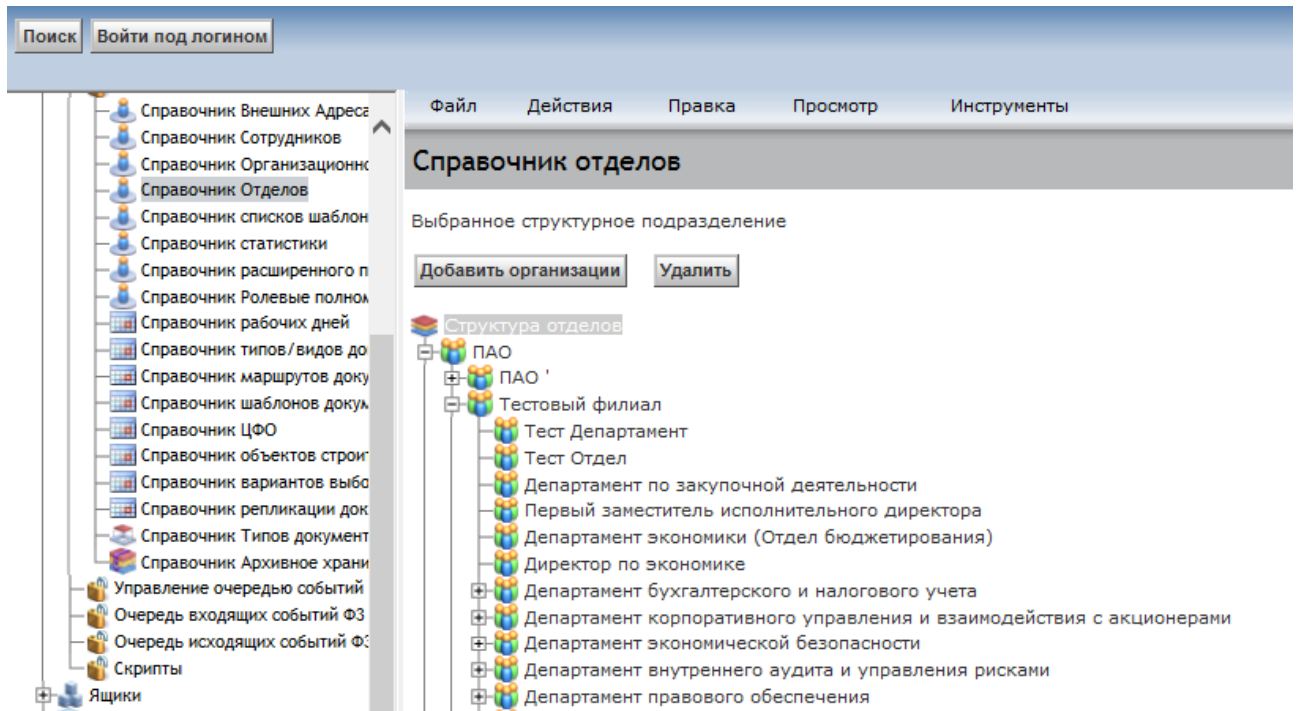 Поиск Войти под логином
Справочник Внешних Адреса
Справочник Сотрудников
Справочник Организационно
Справочник Отделов
Справочник списков шаблон
Справочник статистики
Справочник расширенного п
Справочник Ролевые полном
Справочник рабочих дней
Справочник типов/видов до
Справочник маршрутов доку
Справочник шаблонов докум
Справочник ЦФО
Справочник объектов строит
Справочник вариантов выбо
Справочник репликации док
Справочник Типов документ
Справочник Архивное храни
Управление очередью событий
Очередь входящих событий ФЗ
Очередь исходящих событий ФЗ
Скрипты
Ящики
Файл Действия Правка Просмотр Инструменты
Справочник отделов
Выбранное структурное подразделение
Добавить организации Удалить
Структура отделов
ПАО
ПАО '
Тестовый филиал
Тест Департамент
Тест Отдел
Департамент по закупочной деятельности
Первый заместитель исполнительного директора
Департамент экономики (Отдел бюджетирования)
Директор по экономике
Департамент бухгалтерского и налогового учета
Департамент корпоративного управления и взаимодействия с акционерами
Департамент экономической безопасности
Департамент внутреннего аудита и управления рисками
Департамент правового обеспечения